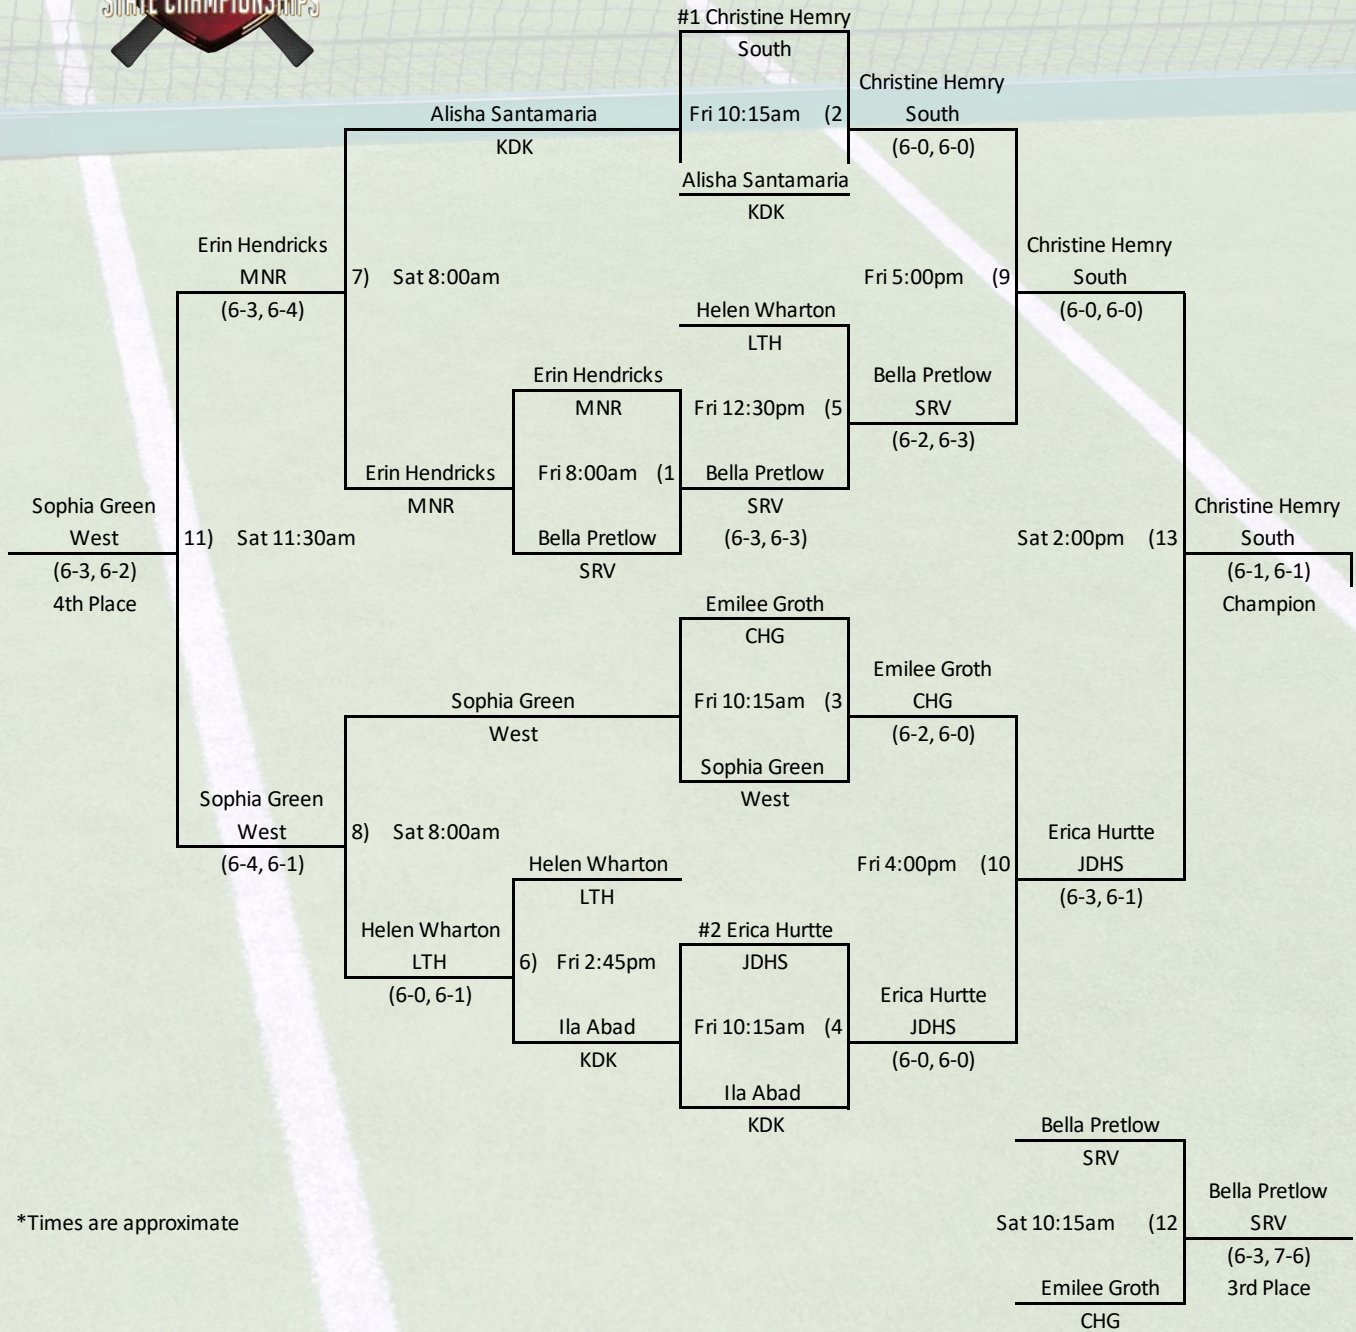 STATE CHAMPIONSHIPS
#1 Christine Hemry
South
Christine Hemry
Alisha Santamaria
Fri 10:15am (2
South
KDK
(6-0, 6-0)
Alisha Santamaria
KDK
Erin Hendricks
Christine Hemry
MNR
7) Sat 8:00am
Fri 5:00pm (9
South
(6-3, 6-4)
Helen Wharton
(6-0, 6-0)
LTH
Erin Hendricks
Bella Pretlow
MNR
Fri 12:30pm (5
SRV
(6-2, 6-3)
Erin Hendricks
Fri 8:00am (1
Bella Pretlow
Sophia Green
MNR
SRV
Christine Hemry
West
11) Sat 11:30am
Bella Pretlow
(6-3, 6-3)
Sat 2:00pm (13
South
(6-3, 6-2)
SRV
(6-1, 6-1)
4th Place
Emilee Groth
Champion
CHG
Emilee Groth
Sophia Green
Fri 10:15am (3
CHG
West
(6-2, 6-0)
Sophia Green
Sophia Green
West
West
8) Sat 8:00am
Erica Hurtte
(6-4, 6-1)
Helen Wharton
Fri 4:00pm (10
JDHS
LTH
(6-3, 6-1)
Helen Wharton
#2 Erica Hurtte
LTH
6) Fri 2:45pm
JDHS
(6-0, 6-1)
Erica Hurtte
Ila Abad
Fri 10:15am (4
JDHS
KDK
(6-0, 6-0)
Ila Abad
KDK
Bella Pretlow
SRV
Bella Pretlow
*Times are approximate
Sat 10:15am (12
SRV
(6-3, 7-6)
Emilee Groth
3rd Place
CHG